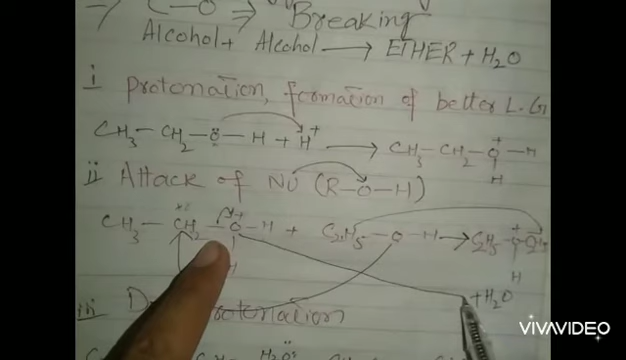 => C-O => Breaking
Alcohol + Alcohol → ETHER + H₂O
i protonation, formation of better L.G
CH₃-CH₂-Ö-H + H⁺ → CH₃-CH₂-O⁺-H
H
ii Attack of NU (R-O-H)
CH₃-CH₂-O⁺-H + C₂H₅-O-H → C₂H₅
H
H
+H₂O
iii
VIVAVIDEO